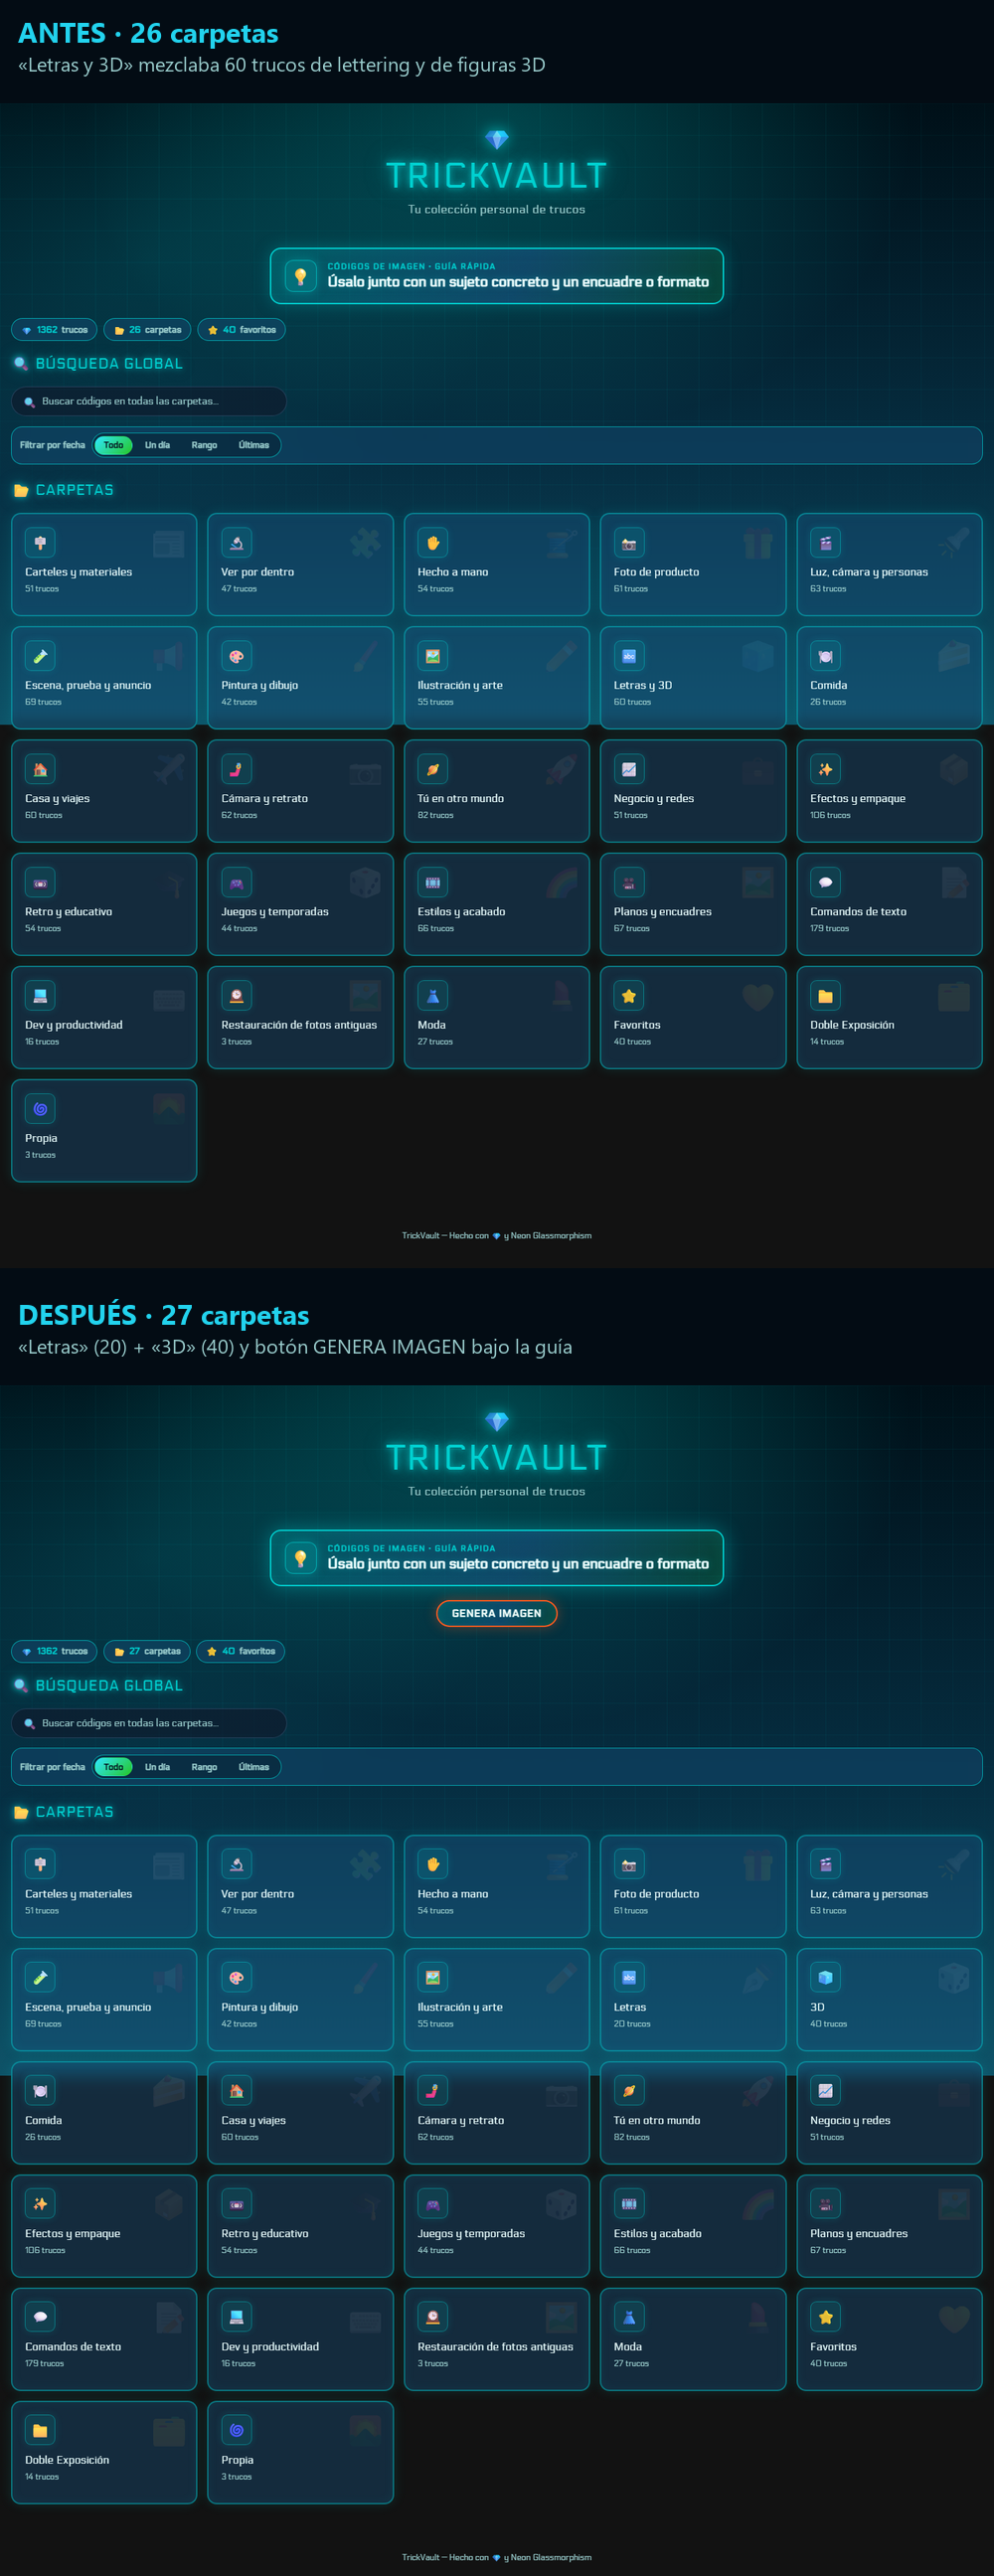 ANTES · 26 carpetas
«Letras y 3D» mezclaba 60 trucos de lettering y de figuras 3D
TRICKVAULT
Tu colección personal de trucos
CÓDIGOS DE IMAGEN · GUÍA RÁPIDA
Úsalo junto con un sujeto concreto y un encuadre o formato
1362 trucos 26 carpetas 40 favoritos
BÚSQUEDA GLOBAL
Buscar códigos en todas las carpetas...
Filtrar por fecha Todo Un día Rango Últimas
CARPETAS
Carteles y materiales Ver por dentro Hecho a mano Foto de producto Luz, cámara y personas
51 trucos 47 trucos 54 trucos 61 trucos 63 trucos
abc
Escena, prueba y anuncio Pintura y dibujo Ilustración y arte Letras y 3D Comida
69 trucos 42 trucos 55 trucos 60 trucos 26 trucos
Casa y viajes Cámara y retrato Tú en otro mundo Negocio y redes Efectos y empaque
60 trucos 62 trucos 82 trucos 51 trucos 106 trucos
Retro y educativo Juegos y temporadas Estilos y acabado Planos y encuadres Comandos de texto
54 trucos 44 trucos 66 trucos 67 trucos 179 trucos
Dev y productividad Restauración de fotos antiguas Moda Favoritos Doble Exposición
16 trucos 3 trucos 27 trucos 40 trucos 14 trucos
Propia
3 trucos
TrickVault — Hecho con y Neon Glassmorphism
DESPUÉS · 27 carpetas
«Letras» (20) + «3D» (40) y botón GENERA IMAGEN bajo la guía
TRICKVAULT
Tu colección personal de trucos
CÓDIGOS DE IMAGEN · GUÍA RÁPIDA
Úsalo junto con un sujeto concreto y un encuadre o formato
GENERA IMAGEN
1362 trucos 27 carpetas 40 favoritos
BÚSQUEDA GLOBAL
Buscar códigos en todas las carpetas...
Filtrar por fecha Todo Un día Rango Últimas
CARPETAS
Carteles y materiales Ver por dentro Hecho a mano Foto de producto Luz, cámara y personas
51 trucos 47 trucos 54 trucos 61 trucos 63 trucos
abc
Escena, prueba y anuncio Pintura y dibujo Ilustración y arte Letras 3D
69 trucos 42 trucos 55 trucos 20 trucos 40 trucos
Comida Casa y viajes Cámara y retrato Tú en otro mundo Negocio y redes
26 trucos 60 trucos 62 trucos 82 trucos 51 trucos
Efectos y empaque Retro y educativo Juegos y temporadas Estilos y acabado Planos y encuadres
106 trucos 54 trucos 44 trucos 66 trucos 67 trucos
Comandos de texto Dev y productividad Restauración de fotos antiguas Moda Favoritos
179 trucos 16 trucos 3 trucos 27 trucos 40 trucos
Doble Exposición Propia
14 trucos 3 trucos
TrickVault — Hecho con y Neon Glassmorphism